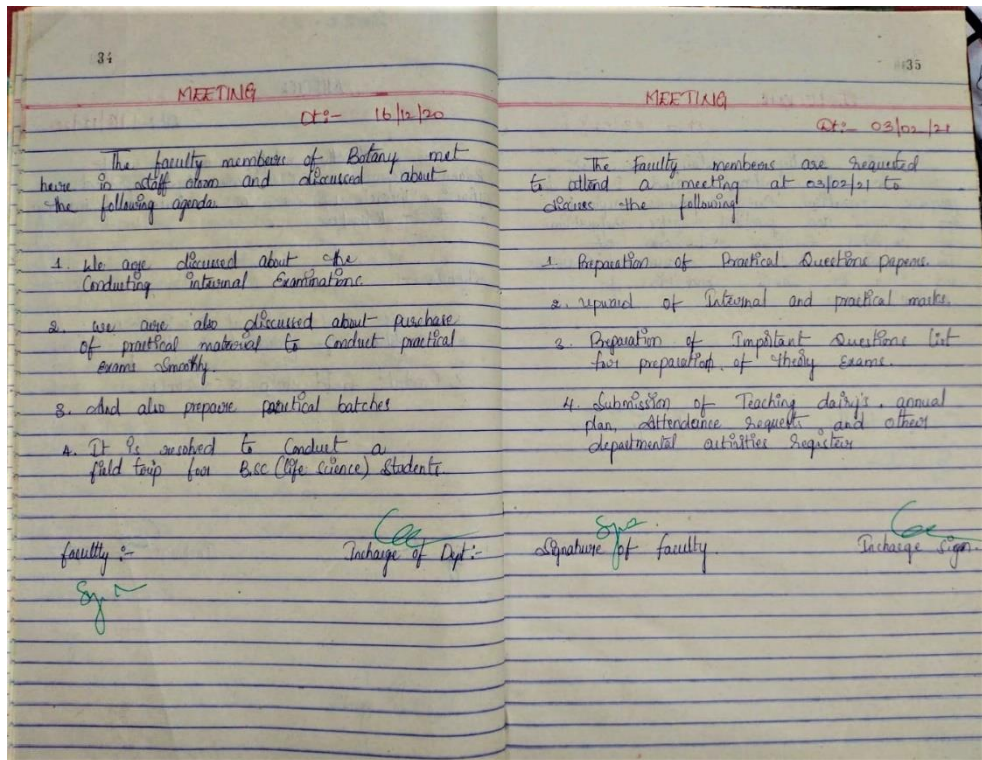 34
MEETING
Dt:- 16/12/20
The faculty members of Botany met
here in staff room and discussed about
the following agenda.
1. We are discussed about the
Conducting internal Examinations.
2. we are also discussed about purchase
of practical material to Conduct practical
exams Smoothly.
3. And also prepare practical batches
4. It is resolved to Conduct a
field trip for B.SC (life Science) Students.
faculty :-
Incharge of Dept:-
35
MEETING
Dt:- 03/02/21
The Faculty members are requested
to attend a meeting at 03/02/21 to
discuss the following
1. Preparation of Practical Questions papers.
2. upward of Internal and practical marks.
3. Preparation of Important Questions list
for preparation. of theory Exams.
4. Submission of Teaching dairy's, annual
plan, Attendence requests and other
departmental activities register
Signature of faculty.
Incharge sign.